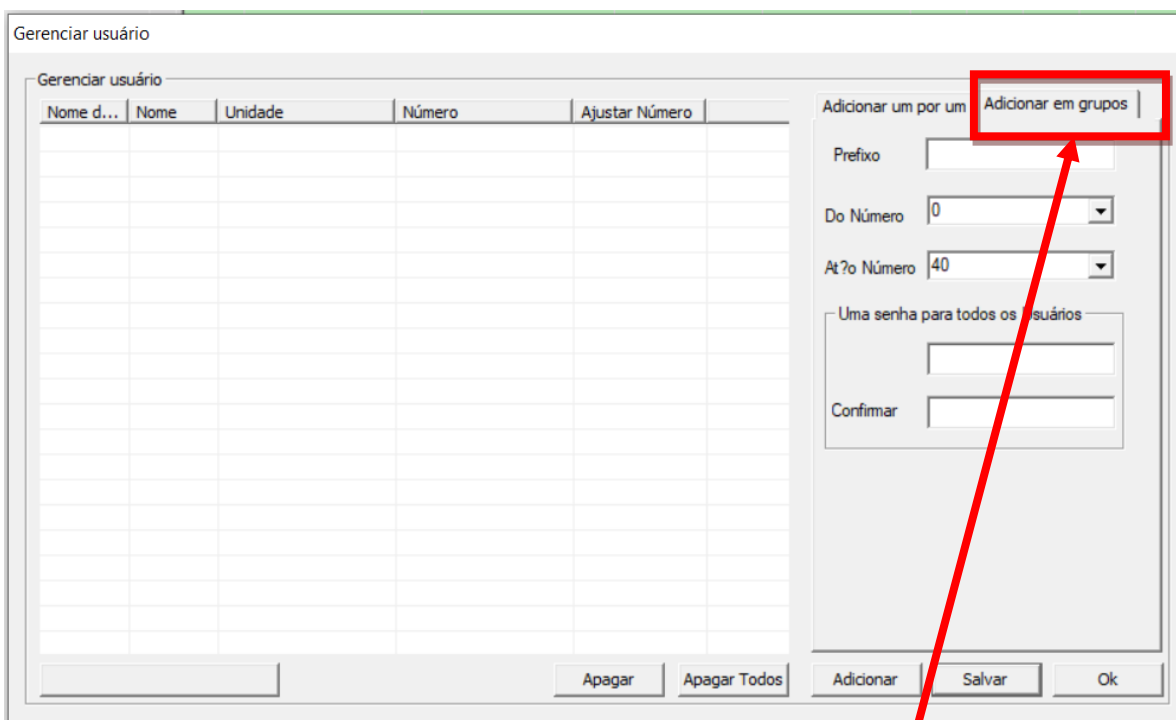 Gerenciar usuário
Gerenciar usuário
Nome d... Nome Unidade Número Ajustar Número
Adicionar um por um Adicionar em grupos
Prefixo
Do Número 0
At?o Número 40
Uma senha para todos os Usuários
Confirmar
Apagar Apagar Todos Adicionar Salvar Ok